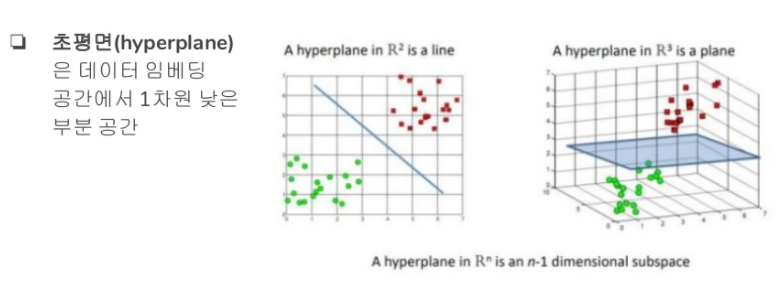 ❏ 초평면(hyperplane)
은 데이터 임베딩
공간에서 1차원 낮은
부분 공간
A hyperplane in ℝ² is a line
A hyperplane in ℝ³ is a plane
A hyperplane in ℝⁿ is an n-1 dimensional subspace